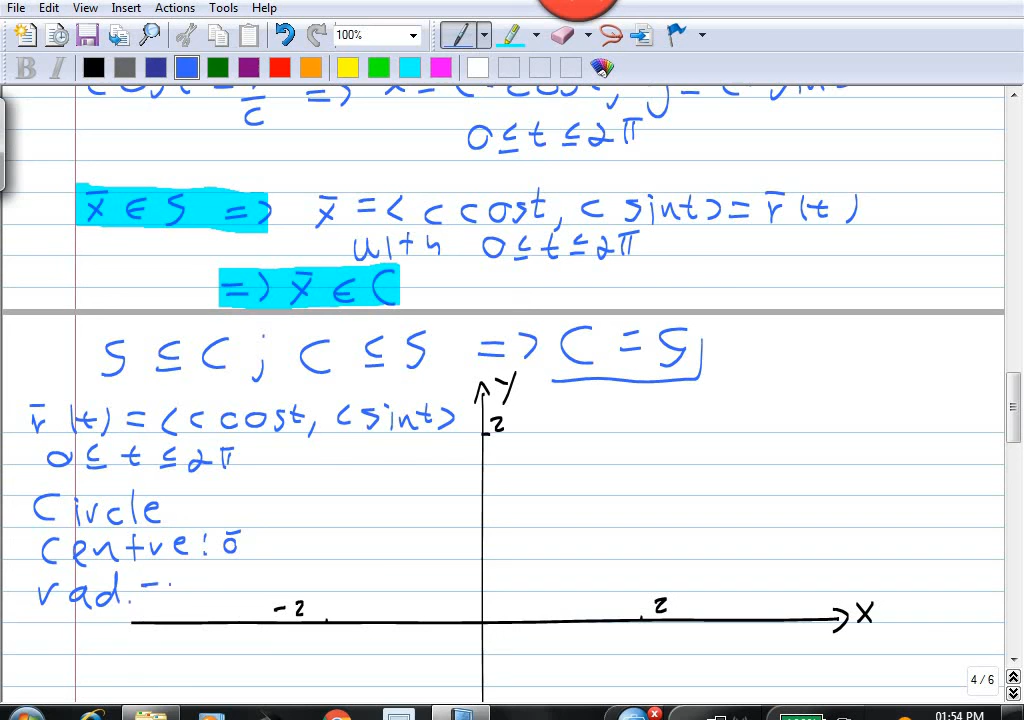 File Edit View Insert Actions Tools Help
100%
B I
0 ≤ t ≤ 2π
x̄ ∈ S => x̄ = < c cost, c sint> = r̄(t)
with 0 ≤ t ≤ 2π
=> x̄ ∈ C
S ⊆ C ; C ⊆ S => C = S
Y
r̄(t) = <c cost, c sint>
2
0 ≤ t ≤ 2π
Circle
Centre: ō
rad. -
-2
2
X
4 / 6
01:54 PM